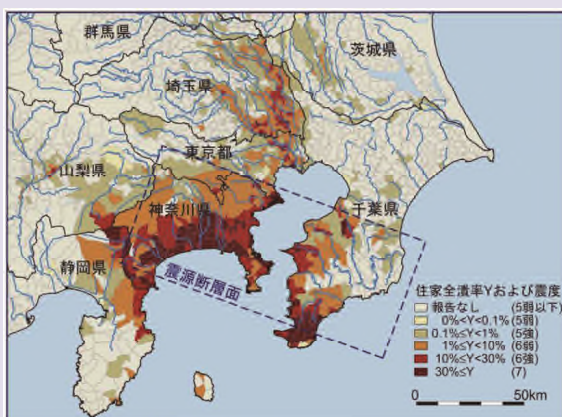 群馬県
茨城県
埼玉県
東京都
山梨県
神奈川県
千葉県
静岡県
震源断層面
住家全潰率Yおよび震度
報告なし (5弱以下)
0%<Y<0.1% (5弱)
0.1%≤Y<1% (5強)
1%≤Y<10% (6弱)
10%≤Y<30% (6強)
30%≤Y (7)
0 50km